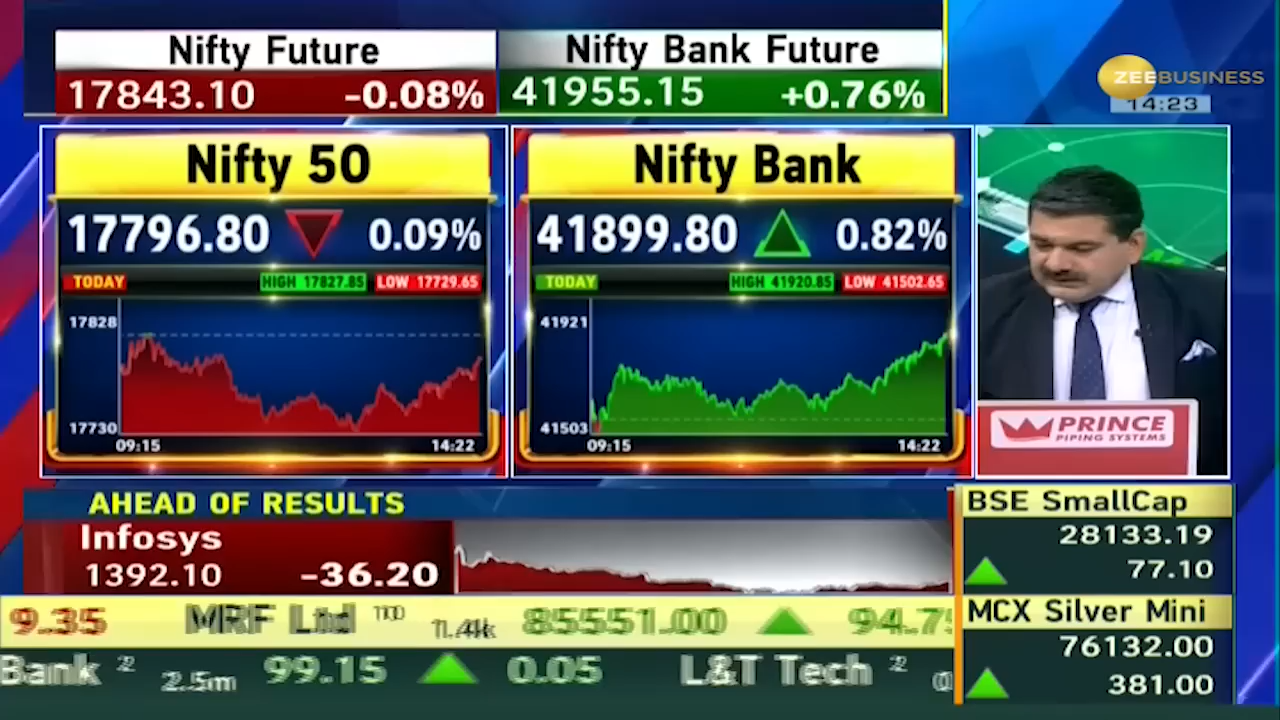 Nifty Future
17843.10 -0.08%
Nifty Bank Future
41955.15 +0.76%
ZEEBUSINESS
14:23
Nifty 50
17796.80 0.09%
TODAY HIGH 17827.85 LOW 17729.65
17828
17730
09:15 14:22
Nifty Bank
41899.80 0.82%
TODAY HIGH 41920.85 LOW 41502.65
41921
41503
09:15 14:22
PRINCE
PIPING SYSTEMS
AHEAD OF RESULTS
Infosys
1392.10 -36.20
BSE SmallCap
28133.19
77.10
MCX Silver Mini
76132.00
381.00
9.35 MRF Ltd 85551.00 94.75
Bank 2 2.5m 99.15 0.05 L&T Tech 2